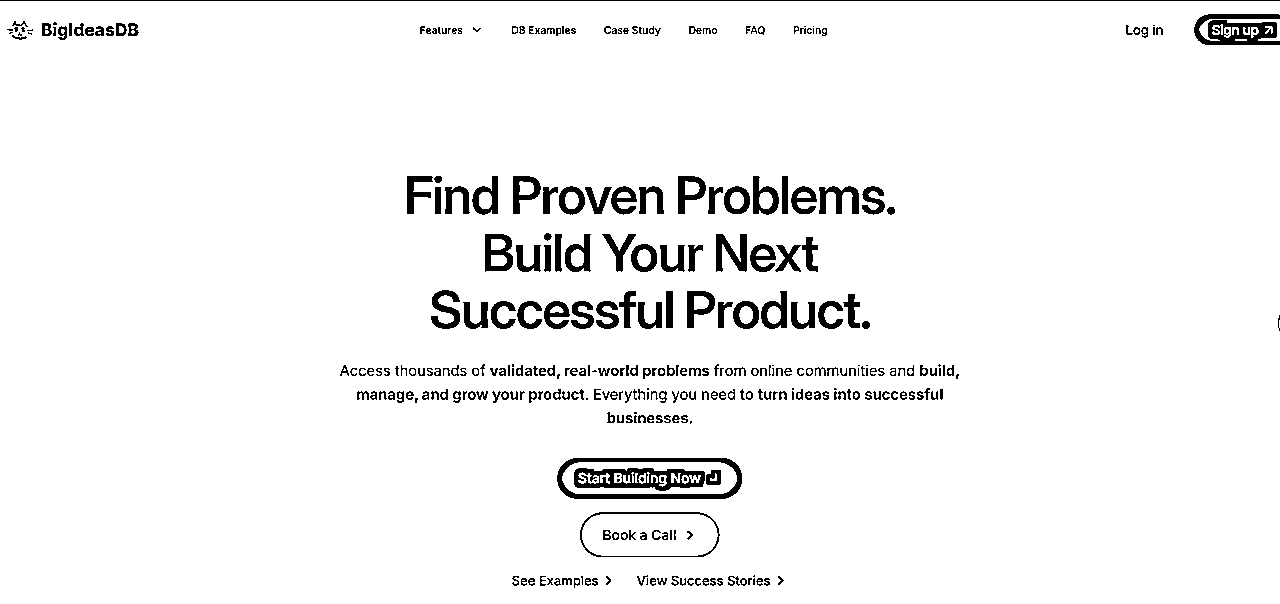 BigIdeasDB
Features DB Examples Case Study Demo FAQ Pricing
Log in Sign up
Find Proven Problems.
Build Your Next
Successful Product.
Access thousands of validated, real-world problems from online communities and build,
manage, and grow your product. Everything you need to turn ideas into successful
businesses.
Start Building Now
Book a Call
See Examples View Success Stories